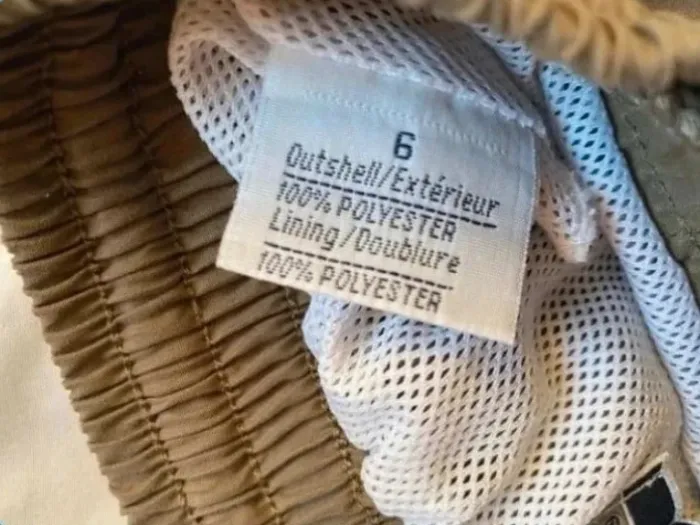 6
Outshell/Extérieur
100% POLYESTER
Lining/Doublure
100% POLYESTER